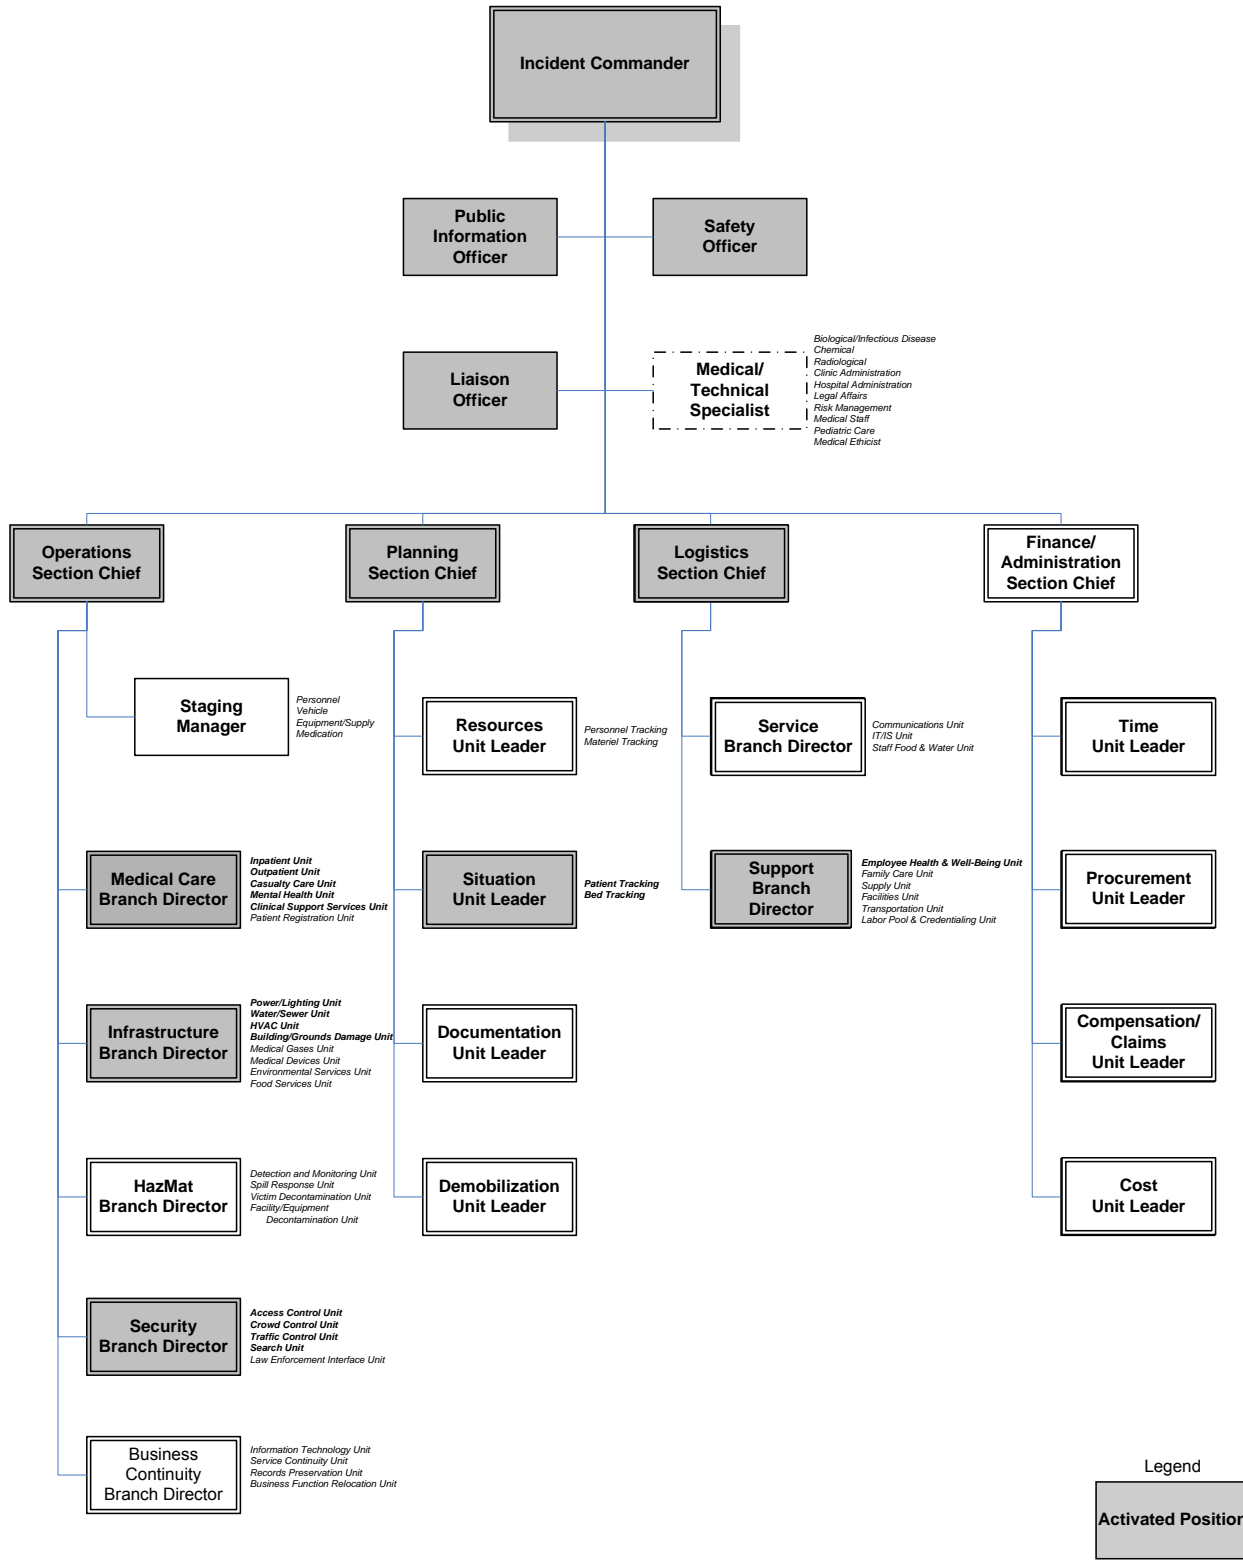 Incident Commander
Public
Information
Officer
Safety
Officer
Liaison
Officer
Medical/
Technical
Specialist
Biological/Infectious Disease
Chemical
Radiological
Clinic Administration
Hospital Administration
Legal Affairs
Risk Management
Medical Staff
Pediatric Care
Medical Ethicist
Operations
Section Chief
Planning
Section Chief
Logistics
Section Chief
Finance/
Administration
Section Chief
Staging
Manager
Personnel
Vehicle
Equipment/Supply
Medication
Resources
Unit Leader
Personnel Tracking
Materiel Tracking
Service
Branch Director
Communications Unit
IT/IS Unit
Staff Food & Water Unit
Time
Unit Leader
Medical Care
Branch Director
Inpatient Unit
Outpatient Unit
Casualty Care Unit
Mental Health Unit
Clinical Support Services Unit
Patient Registration Unit
Situation
Unit Leader
Patient Tracking
Bed Tracking
Support
Branch
Director
Employee Health & Well-Being Unit
Family Care Unit
Supply Unit
Facilities Unit
Transportation Unit
Labor Pool & Credentialing Unit
Procurement
Unit Leader
Infrastructure
Branch Director
Power/Lighting Unit
Water/Sewer Unit
HVAC Unit
Building/Grounds Damage Unit
Medical Gases Unit
Medical Devices Unit
Environmental Services Unit
Food Services Unit
Documentation
Unit Leader
Compensation/
Claims
Unit Leader
HazMat
Branch Director
Detection and Monitoring Unit
Spill Response Unit
Victim Decontamination Unit
Facility/Equipment
Decontamination Unit
Demobilization
Unit Leader
Cost
Unit Leader
Security
Branch Director
Access Control Unit
Crowd Control Unit
Traffic Control Unit
Search Unit
Law Enforcement Interface Unit
Business
Continuity
Branch Director
Information Technology Unit
Service Continuity Unit
Records Preservation Unit
Business Function Relocation Unit
Legend
Activated Position